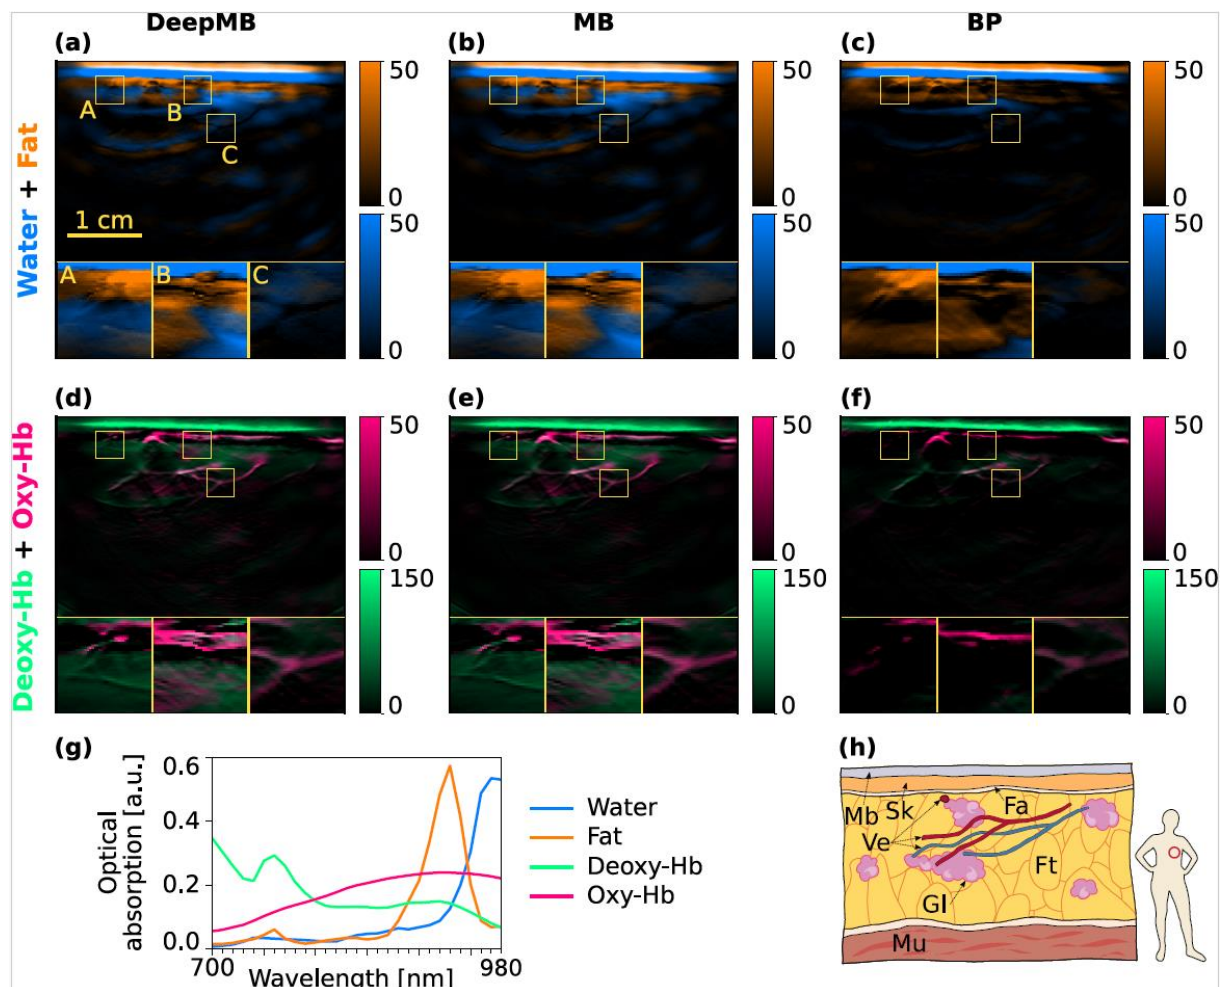 DeepMB
MB
BP
(a)
(b)
(c)
Water + Fat
A
B
C
1 cm
A
B
C
50
0
50
0
50
0
50
0
50
0
50
0
(d)
(e)
(f)
Deoxy-Hb + Oxy-Hb
50
0
150
0
50
0
150
0
50
0
150
0
(g)
Optical
absorption [a.u.]
0.6
0.4
0.2
0.0
700
980
Wavelength [nm]
Water
Fat
Deoxy-Hb
Oxy-Hb
(h)
Mb
Sk
Fa
Ve
Ft
Gl
Mu